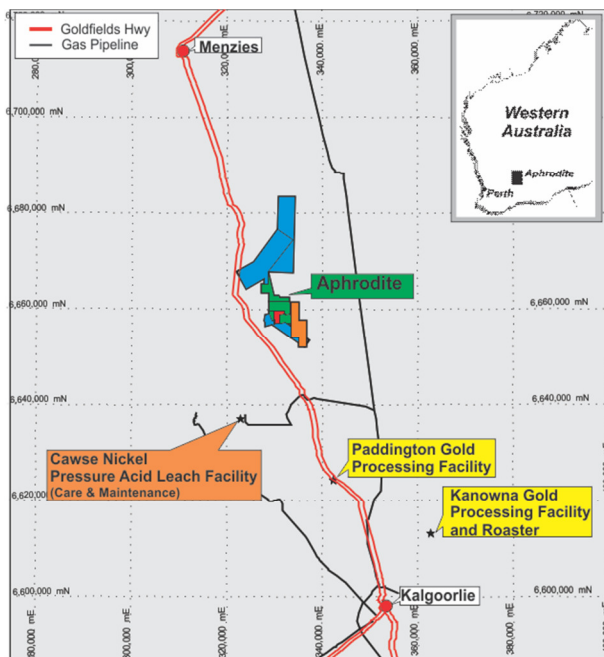 Goldfields Hwy
Gas Pipeline
Menzies
280,000 mE
300,000 mE
320,000 mE
340,000 mE
360,000 mE
6,720,000 mN
6,700,000 mN
Western
Australia
Aphrodite
Perth
6,680,000 mN
6,680,000 mN
Aphrodite
6,660,000 mN
6,660,000 mN
6,640,000 mN
6,640,000 mN
Cawse Nickel
Pressure Acid Leach Facility
(Care & Maintenance)
Paddington Gold
Processing Facility
Kanowna Gold
Processing Facility
and Roaster
6,620,000 mN
6,600,000 mN
6,600,000 mN
Kalgoorlie
300,000 mE
320,000 mE
340,000 mE
360,000 mE
380,000 mE